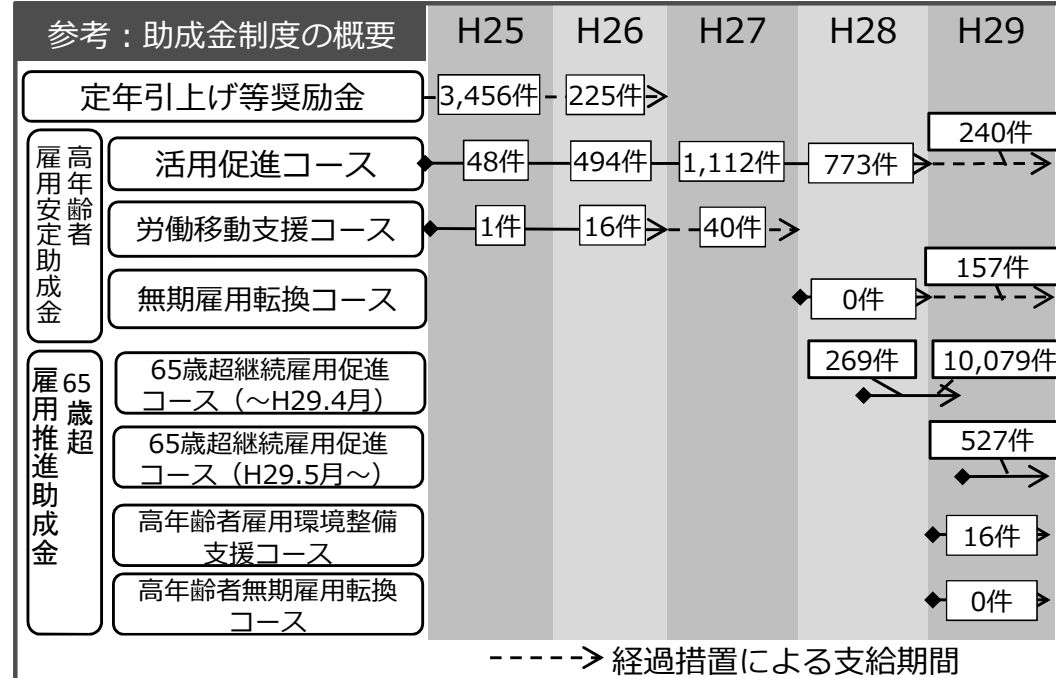 参考：助成金制度の概要 H25 H26 H27 H28 H29
定年引上げ等奨励金 3,456件 225件
高年齢者
雇用安定助成金
活用促進コース 48件 494件 1,112件 773件 240件
労働移動支援コース 1件 16件 40件
無期雇用転換コース 0件 157件
65歳超
雇用推進助成金
65歳超継続雇用促進
コース（～H29.4月） 269件 10,079件
65歳超継続雇用促進
コース（H29.5月～） 527件
高年齢者雇用環境整備
支援コース 16件
高年齢者無期雇用転換
コース 0件
経過措置による支給期間